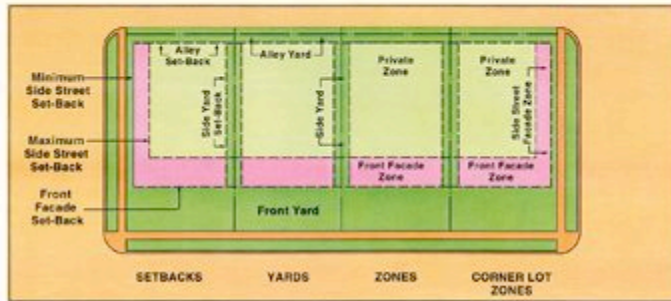 Minimum
Side Street
Set-Back
Maximum
Side Street
Set-Back
Front
Facade
Set-Back
Alley
Set-Back
Side Yard
Set-Back
Alley Yard
Side Yard
Front Yard
Private
Zone
Front Facade
Zone
Private
Zone
Side Street
Facade Zone
Front Facade
Zone
SETBACKS
YARDS
ZONES
CORNER LOT
ZONES